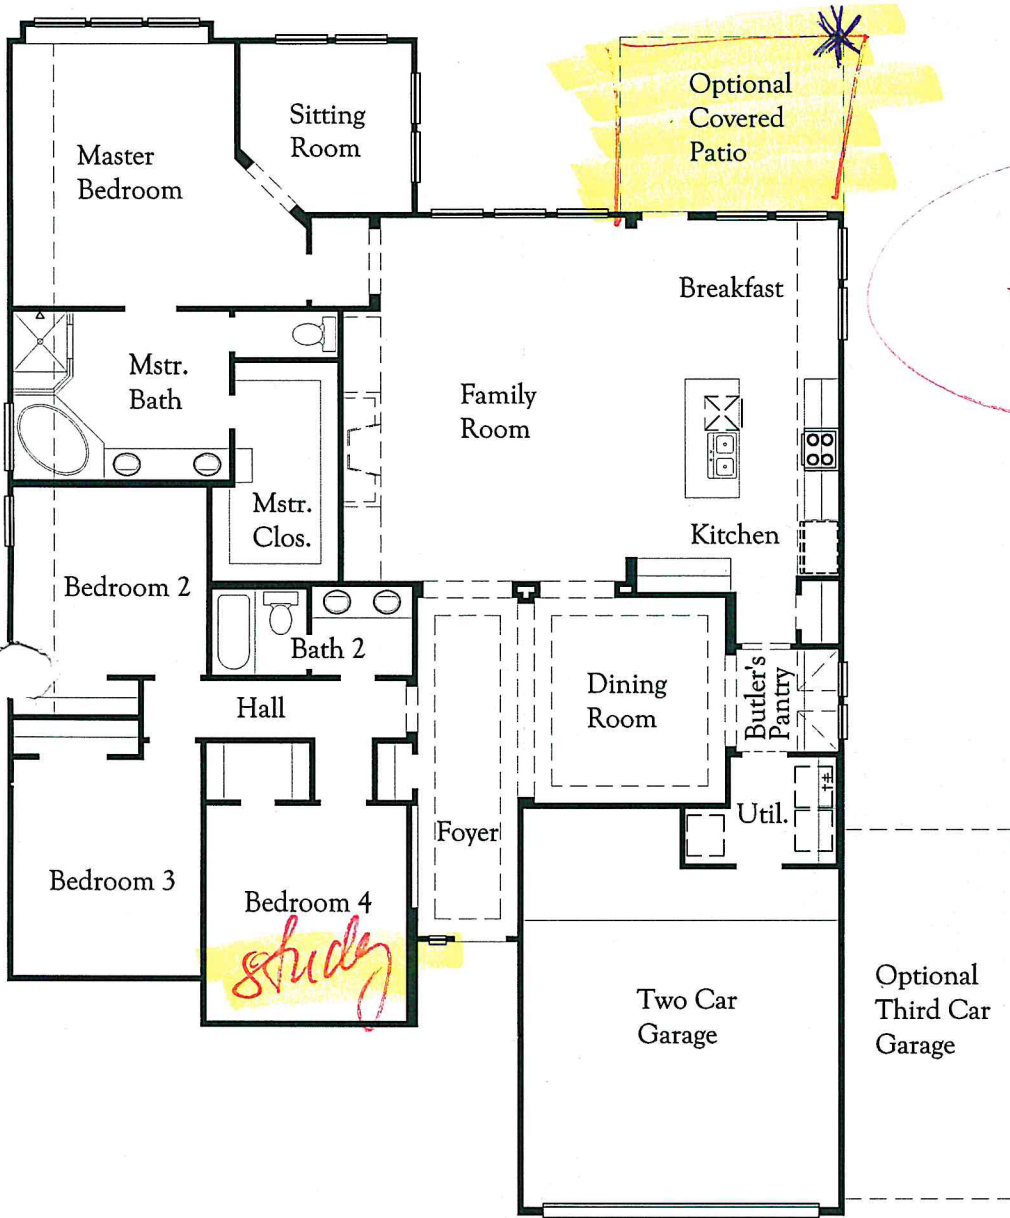 Optional
Covered
Patio
Sitting
Room
Master
Bedroom
Breakfast
Mstr.
Bath
Family
Room
Mstr.
Clos.
Kitchen
Bedroom 2
Bath 2
Hall
Dining
Room
Butler's
Pantry
Util.
Foyer
Bedroom 3
Bedroom 4
study
Two Car
Garage
Optional
Third Car
Garage